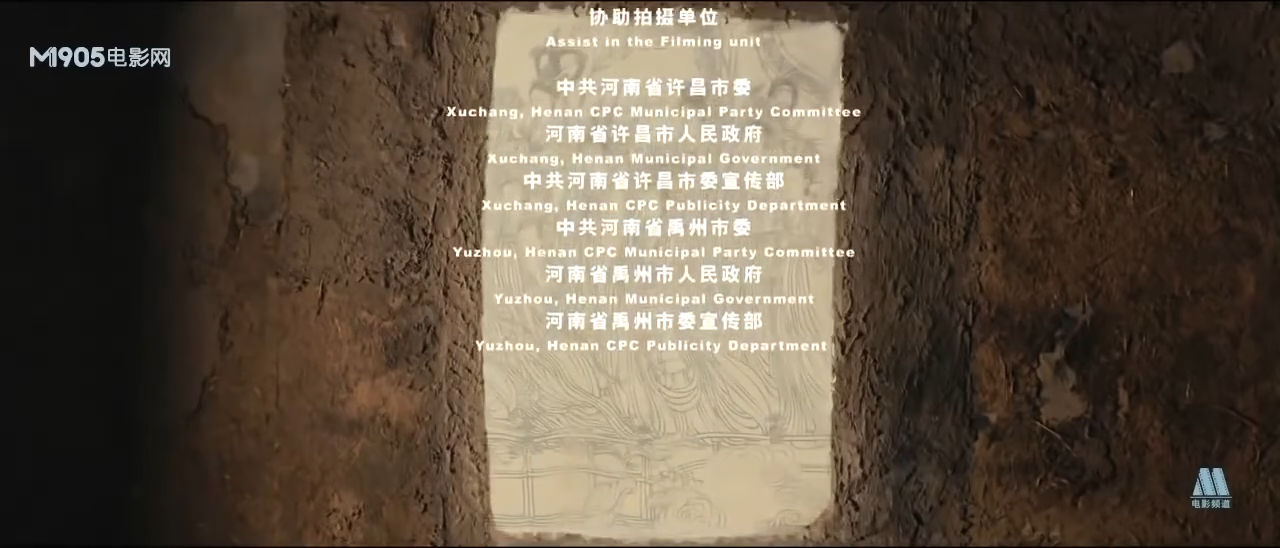 协助拍摄单位
Assist in the Filming unit
M1905电影网
中共河南省许昌市委
Xuchang, Henan CPC Municipal Party Committee
河南省许昌市人民政府
Xuchang, Henan Municipal Government
中共河南省许昌市委宣传部
Xuchang, Henan CPC Publicity Department
中共河南省禹州市委
Yuzhou, Henan CPC Municipal Party Committee
河南省禹州市人民政府
Yuzhou, Henan Municipal Government
河南省禹州市委宣传部
Yuzhou, Henan CPC Publicity Department
电影频道